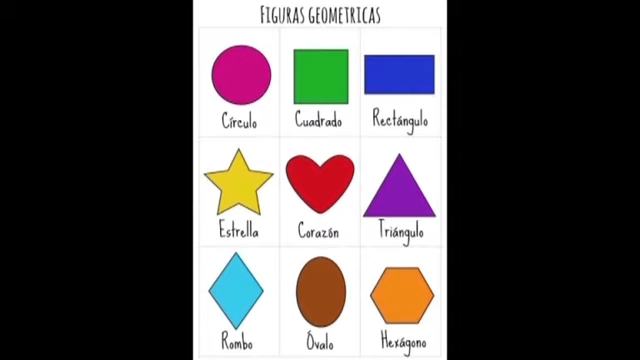 FIGURAS GEOMETRICAS
Círculo
Cuadrado
Rectángulo
Estrella
Corazón
Triángulo
Rombo
Óvalo
Hexágono